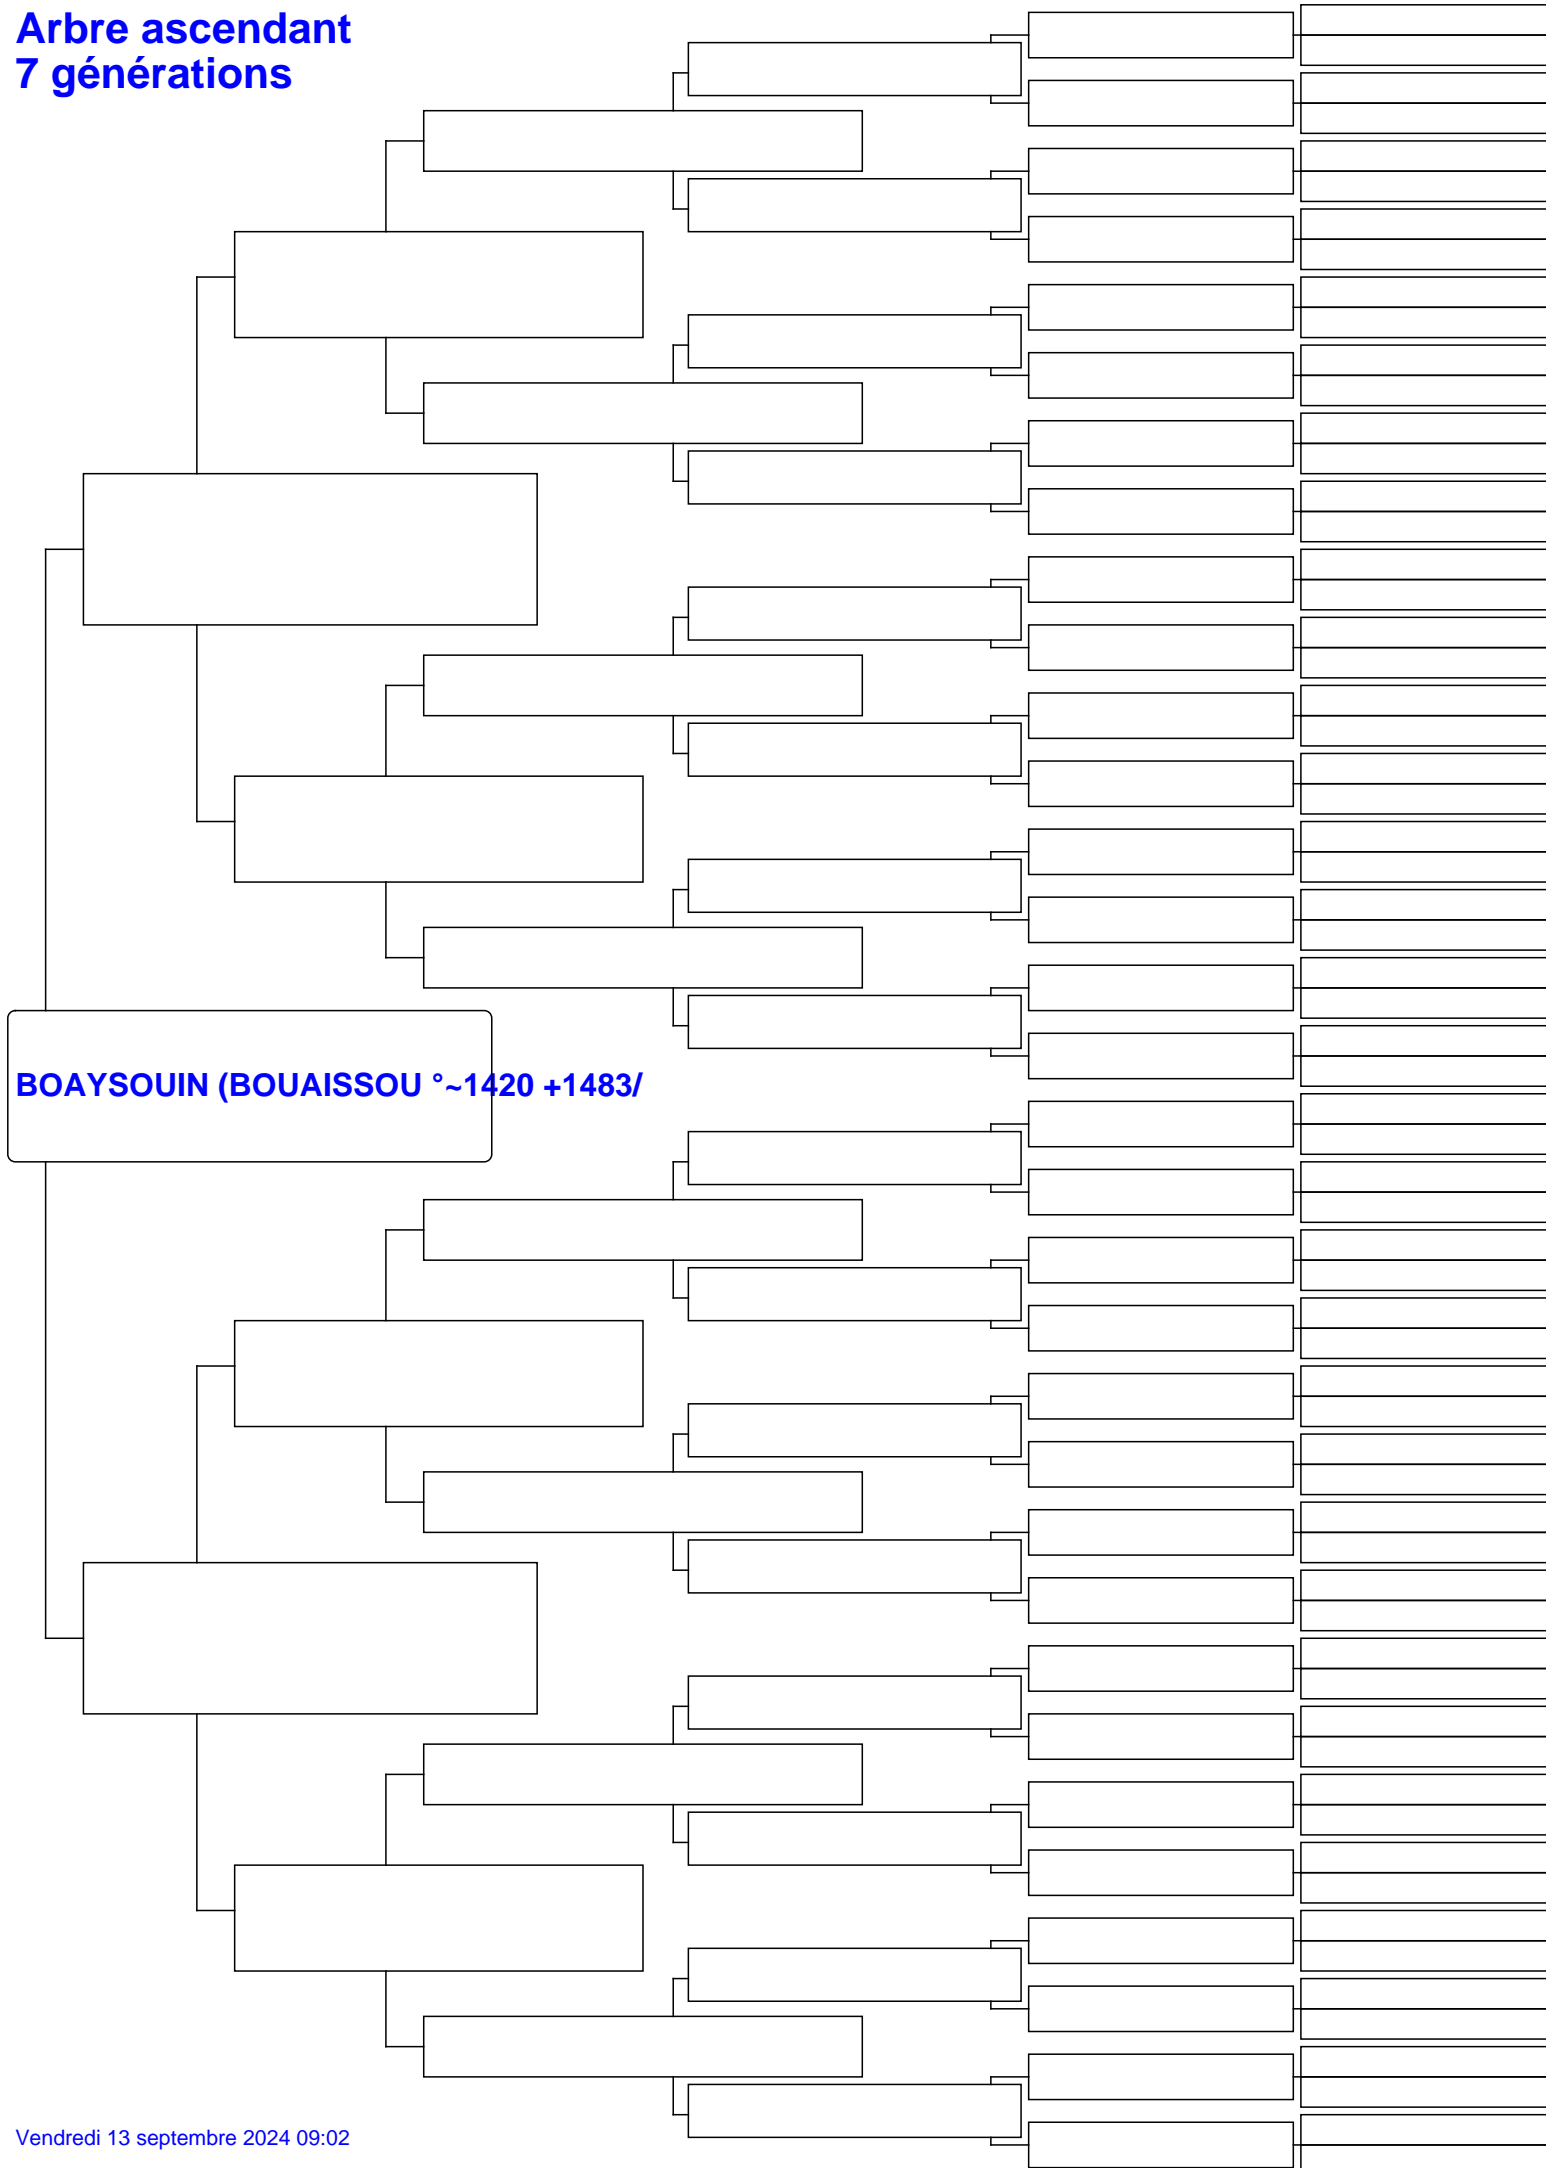 Arbre ascendant
7 générations
BOAYSOUIN (BOUAISSOU °~1420 +1483/
Vendredi 13 septembre 2024 09:02